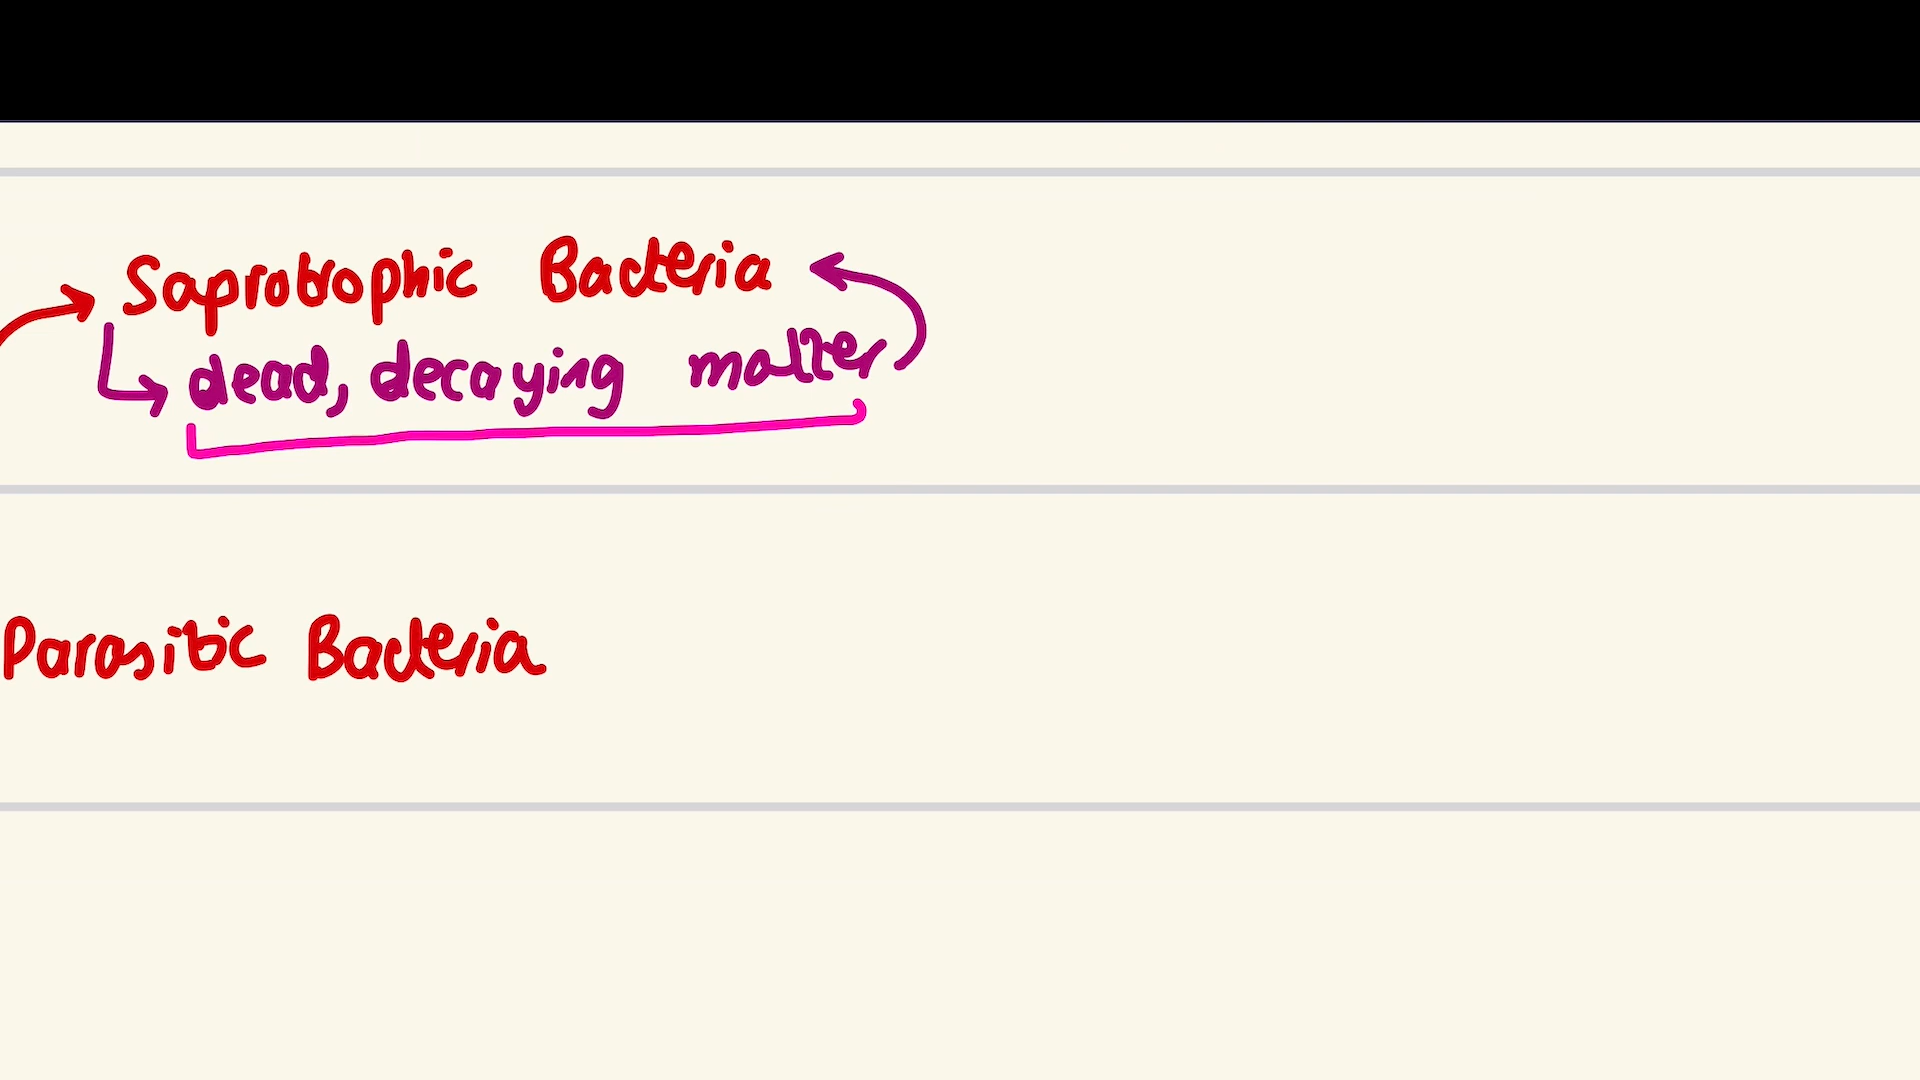 Saprotrophic Bacteria
dead, decaying matter
Parasitic Bacteria